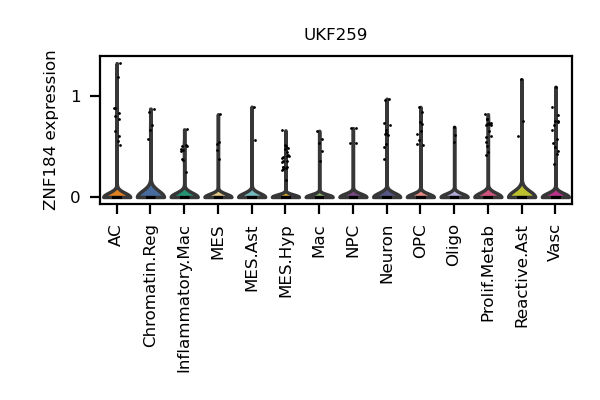 UKF259
ZNF184 expression
1
0
AC
Chromatin.Reg
Inflammatory.Mac
MES
MES.Ast
MES.Hyp
Mac
NPC
Neuron
OPC
Oligo
Prolif.Metab
Reactive.Ast
Vasc